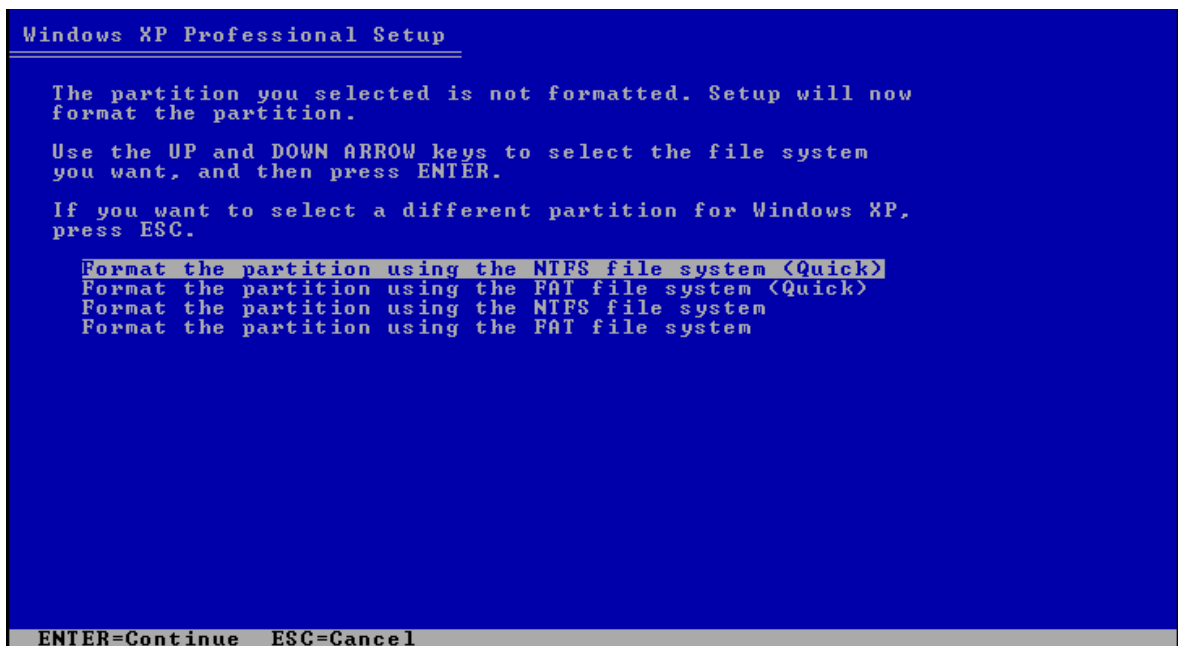 Windows XP Professional Setup
The partition you selected is not formatted. Setup will now
format the partition.
Use the UP and DOWN ARROW keys to select the file system
you want, and then press ENTER.
If you want to select a different partition for Windows XP,
press ESC.
Format the partition using the NTFS file system (Quick)
Format the partition using the FAT file system (Quick)
Format the partition using the NTFS file system
Format the partition using the FAT file system
ENTER=Continue ESC=Cancel